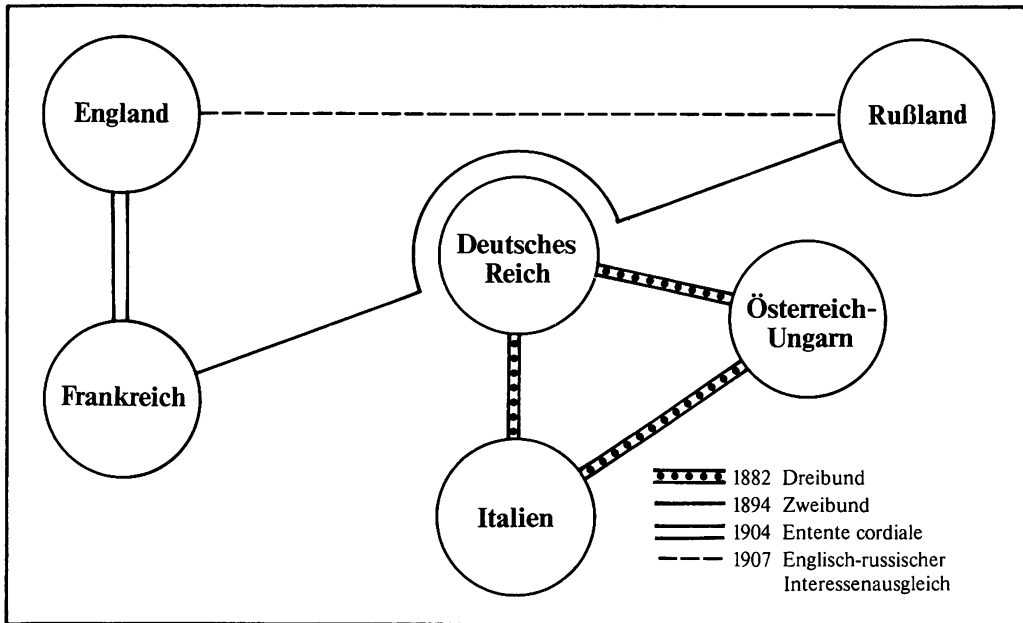 England
Rußland
Deutsches
Reich
Österreich-
Ungarn
Frankreich
Italien
1882 Dreibund
1894 Zweibund
1904 Entente cordiale
1907 Englisch-russischer
Interessenausgleich